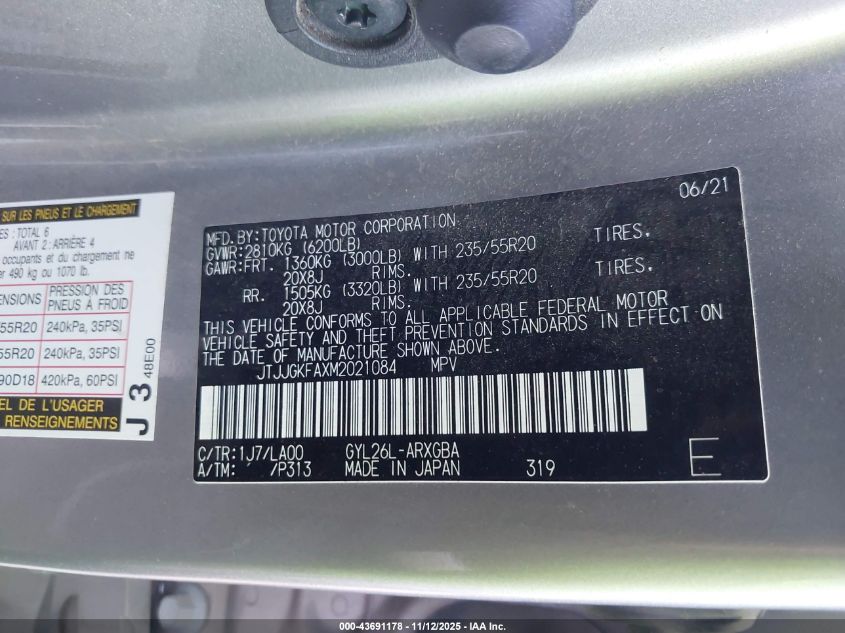 SUR LES PNEUS ET LE CHARGEMENT
: TOTAL 6
AVANT 2: ARRIÈRE 4
occupants et du chargement ne
490 kg ou 1070 lb.
PRESSION DES
PNEUS À FROID
55R20 240kPa, 35PSI
55R20 240kPa, 35PSI
90D18 420kPa, 60PSI
EL DE L'USAGER
RENSEIGNEMENTS
J 3 48E00
06/21
MFD.BY:TOYOTA MOTOR CORPORATION
GVWR:2810KG (6200LB)
GAWR:FRT. 1360KG (3000LB) WITH 235/55R20 TIRES.
20X8J RIMS.
RR. 1505KG (3320LB) WITH 235/55R20 TIRES.
20X8J RIMS.
THIS VEHICLE CONFORMS TO ALL APPLICABLE FEDERAL MOTOR
VEHICLE SAFETY AND THEFT PREVENTION STANDARDS IN EFFECT ON
THE DATE OF MANUFACTURE SHOWN ABOVE.
JTJJGKFAXM2021084 MPV
C/TR:1J7/LA00 GYL26L-ARXGBA
A/TM: /P313 MADE IN JAPAN 319 E
000-43691178 - 11/12/2025 - IAA Inc.